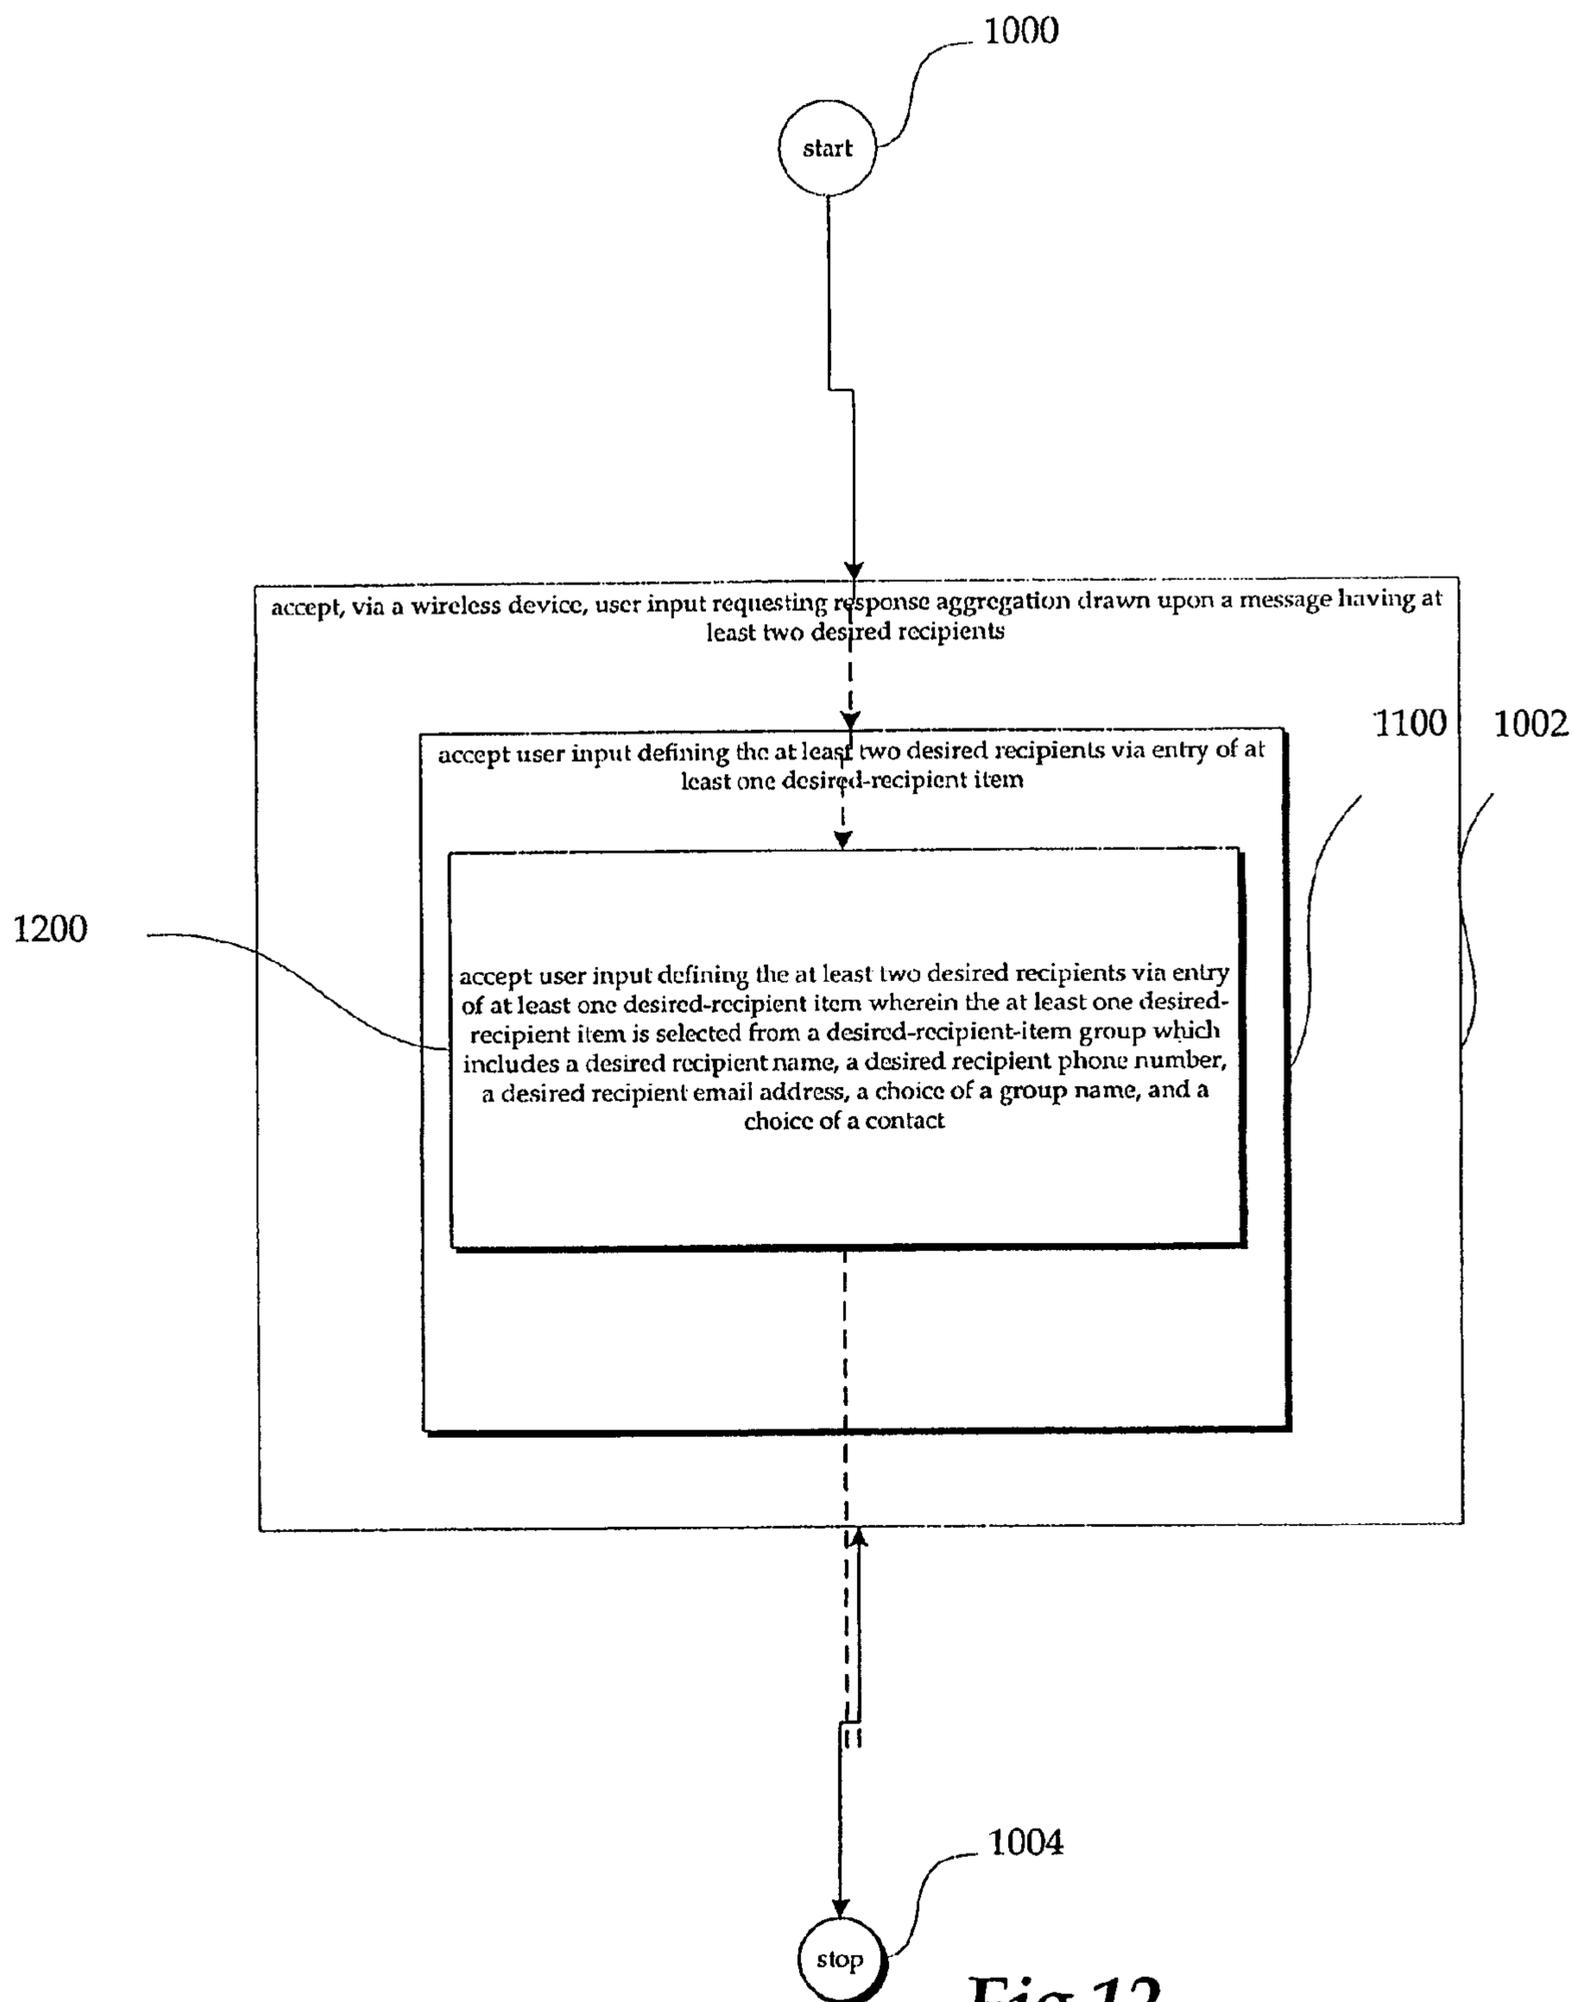 1000
start
accept, via a wireless device, user input requesting response aggregation drawn upon a message having at
least two desired recipients
1100
1002
accept user input defining the at least two desired recipients via entry of at
least one desired-recipient item
1200
accept user input defining the at least two desired recipients via entry
of at least one desired-recipient item wherein the at least one desired-
recipient item is selected from a desired-recipient-item group which
includes a desired recipient name, a desired recipient phone number,
a desired recipient email address, a choice of a group name, and a
choice of a contact
1004
stop
Fig.12